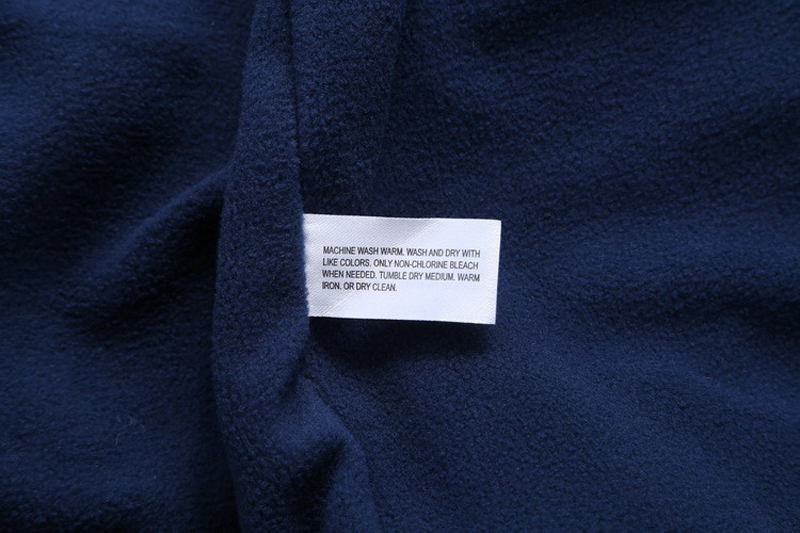 MACHINE WASH WARM. WASH AND DRY WITH
LIKE COLORS. ONLY NON-CHLORINE BLEACH
WHEN NEEDED. TUMBLE DRY MEDIUM. WARM
IRON. OR DRY CLEAN.